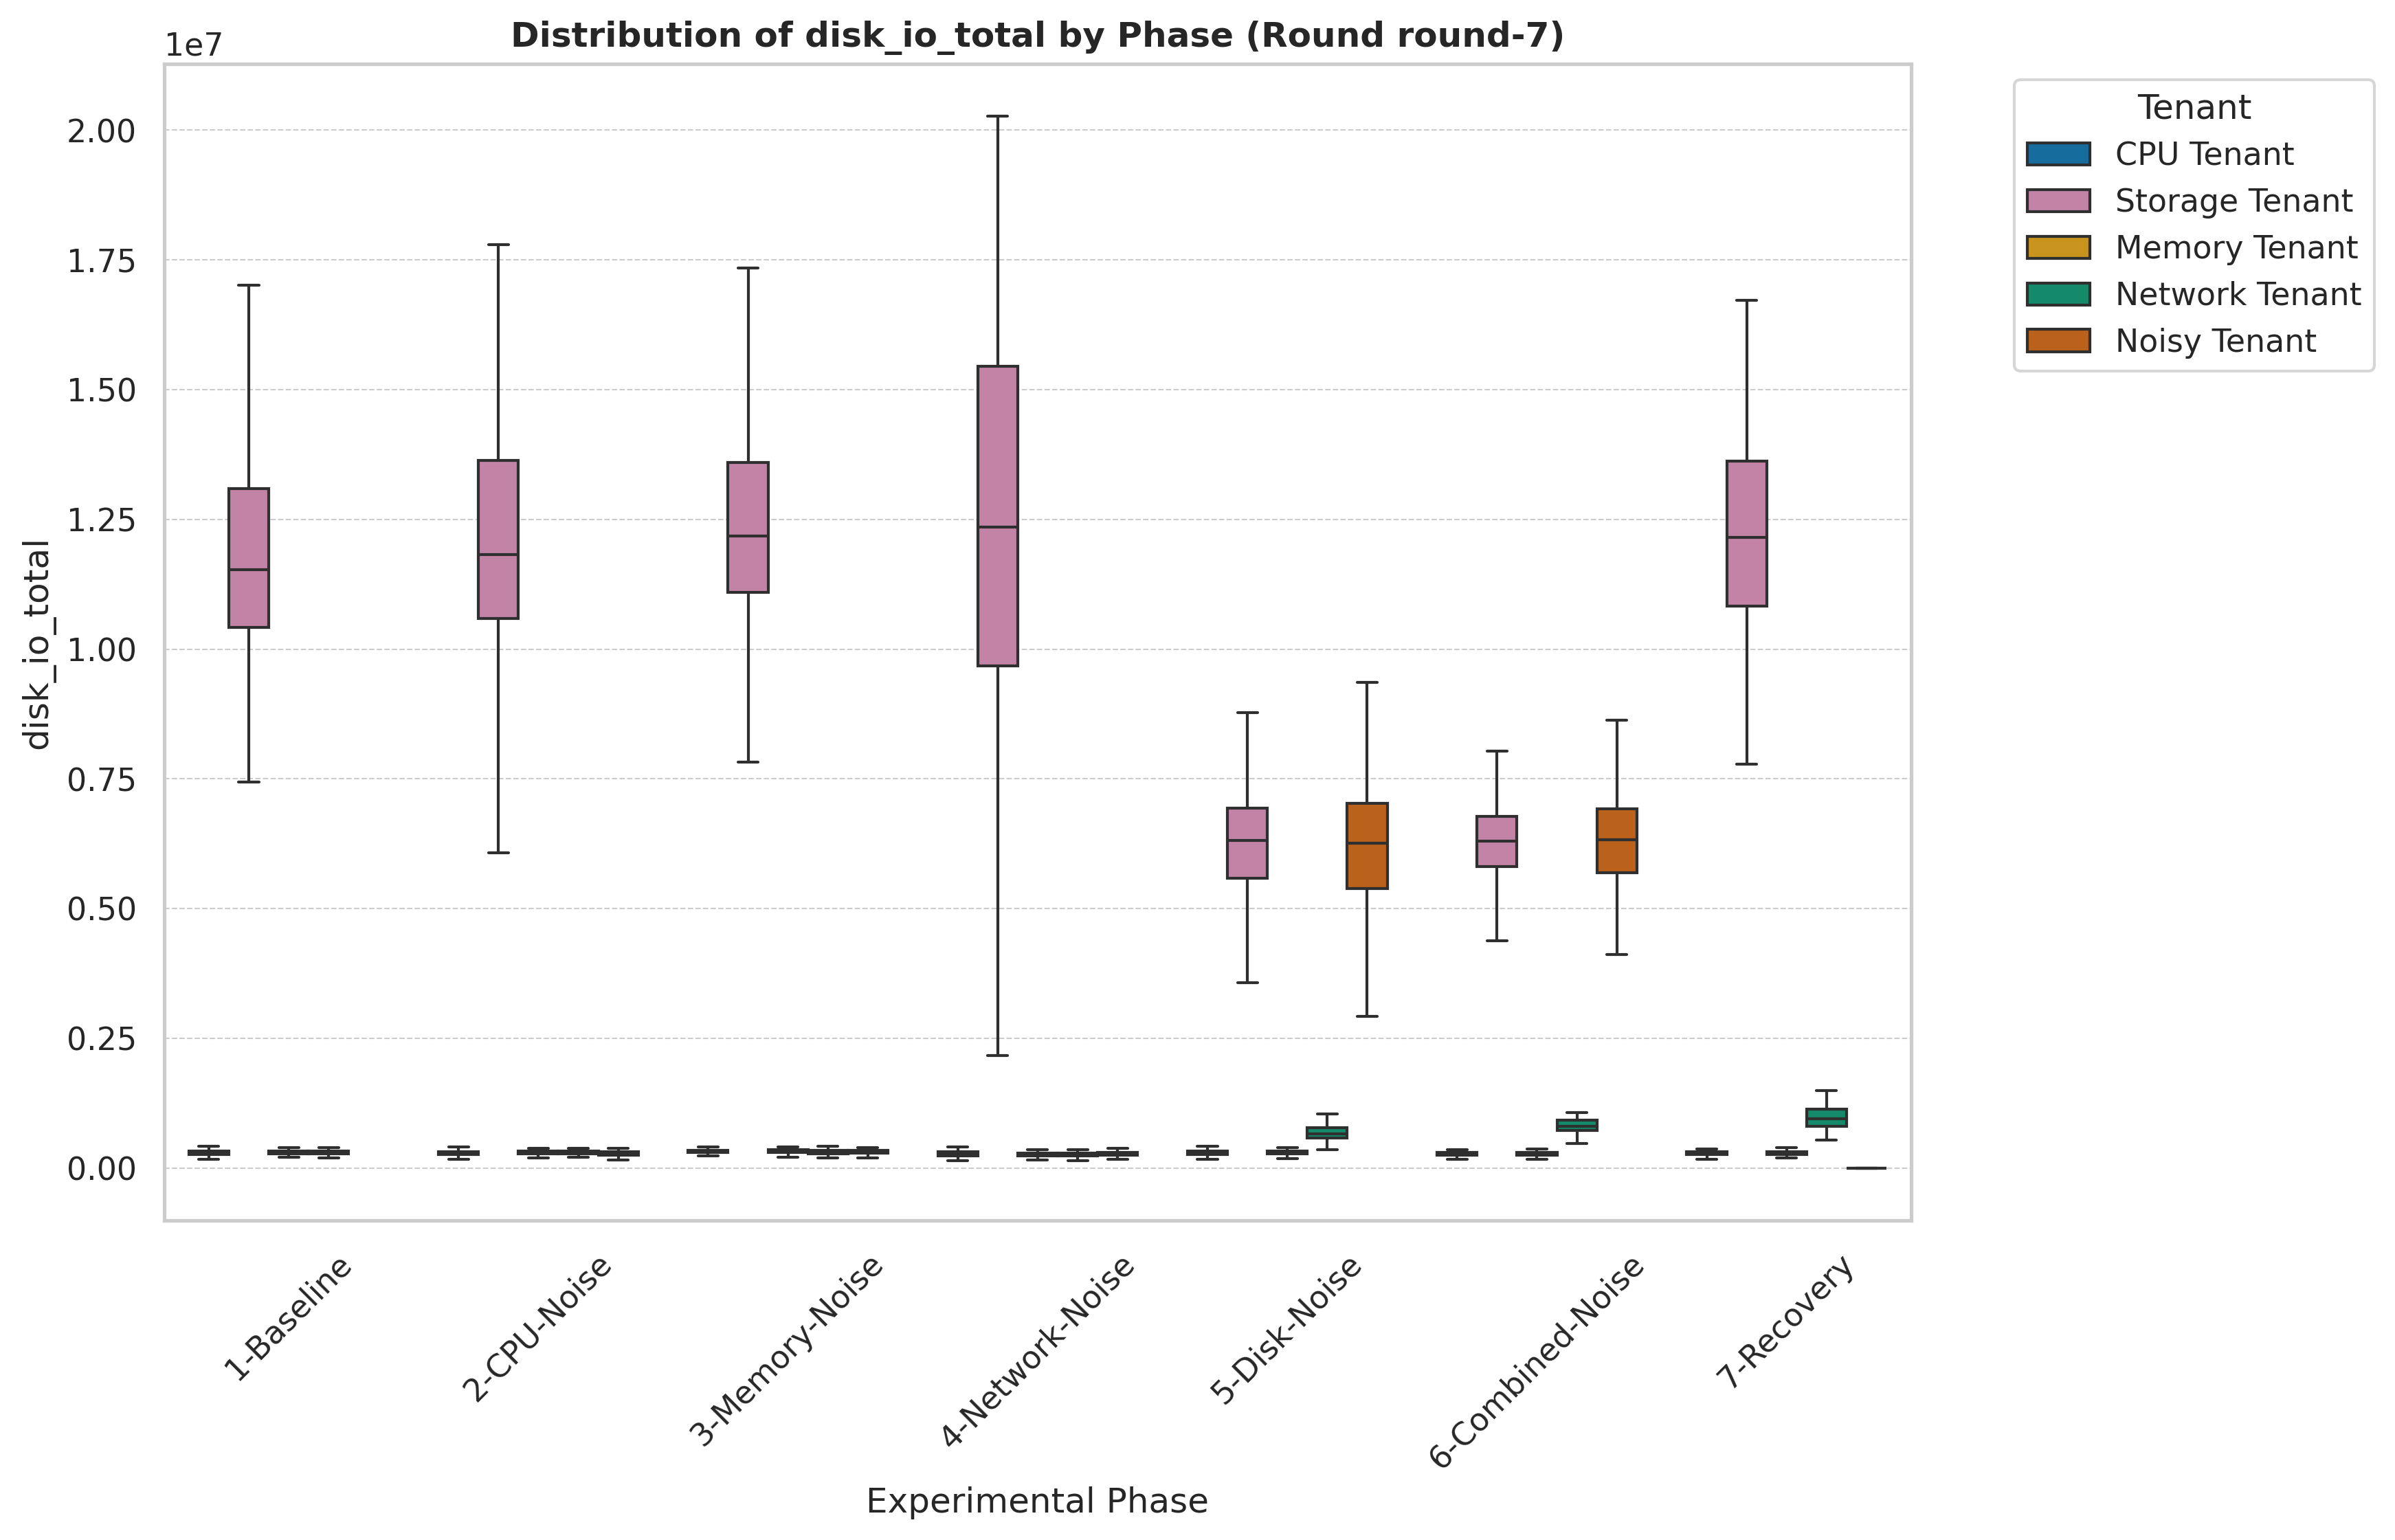 Distribution of disk_io_total by Phase (Round round-7)
1e7
disk_io_total
2.00
1.75
1.50
1.25
1.00
0.75
0.50
0.25
0.00
1-Baseline
2-CPU-Noise
3-Memory-Noise
4-Network-Noise
5-Disk-Noise
6-Combined-Noise
7-Recovery
Experimental Phase
Tenant
CPU Tenant
Storage Tenant
Memory Tenant
Network Tenant
Noisy Tenant